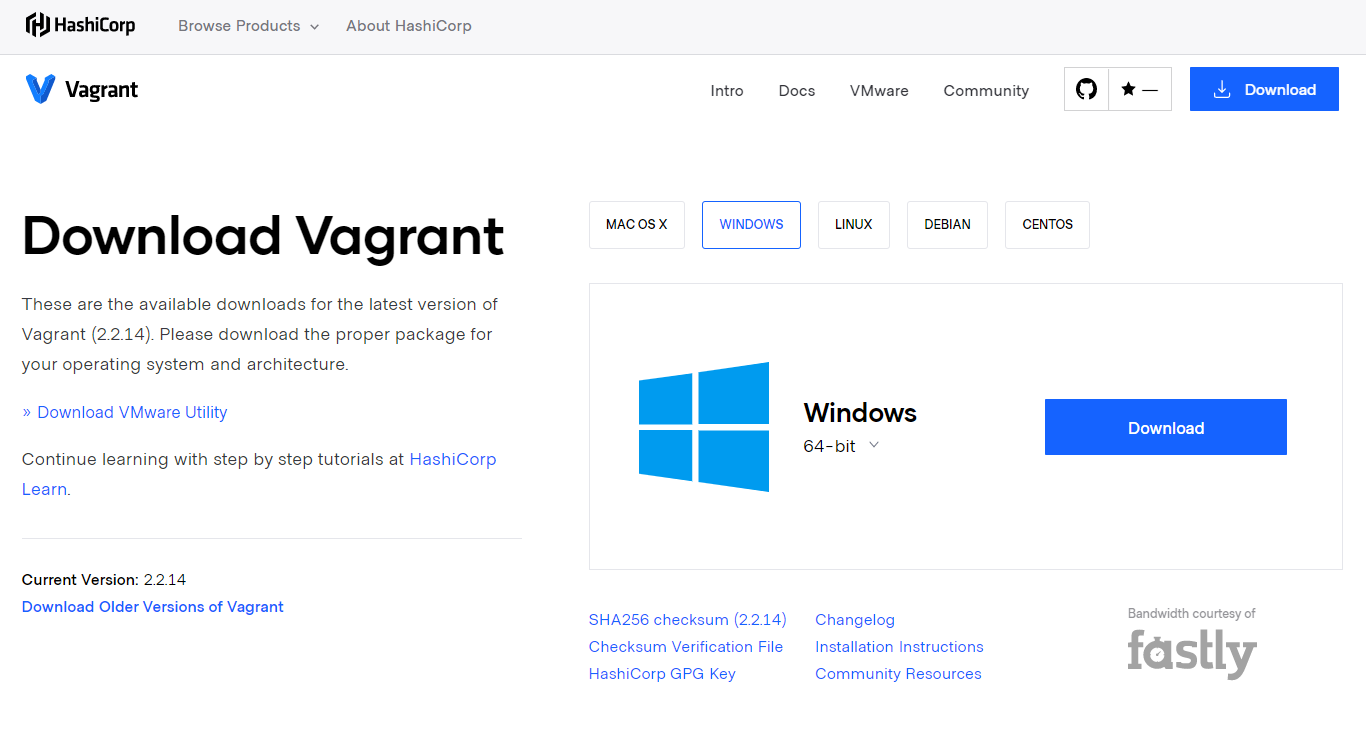 HashiCorp Browse Products About HashiCorp
Vagrant Intro Docs VMware Community — Download
Download Vagrant
These are the available downloads for the latest version of
Vagrant (2.2.14). Please download the proper package for
your operating system and architecture.
» Download VMware Utility
Continue learning with step by step tutorials at HashiCorp
Learn.
Current Version: 2.2.14
Download Older Versions of Vagrant
MAC OS X WINDOWS LINUX DEBIAN CENTOS
Windows
64-bit
Download
SHA256 checksum (2.2.14) Changelog
Checksum Verification File Installation Instructions
HashiCorp GPG Key Community Resources
Bandwidth courtesy of
fastly